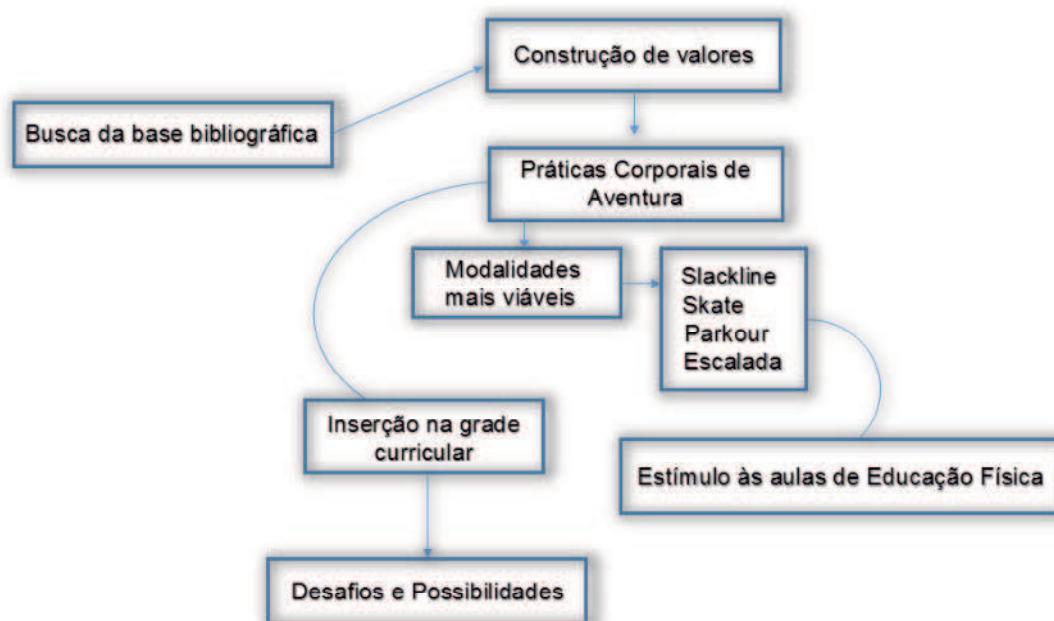 Construção de valores
Busca da base bibliográfica
Práticas Corporais de
Aventura
Modalidades
mais viáveis
Slackline
Skate
Parkour
Escalada
Inserção na grade
curricular
Estímulo às aulas de Educação Física
Desafios e Possibilidades